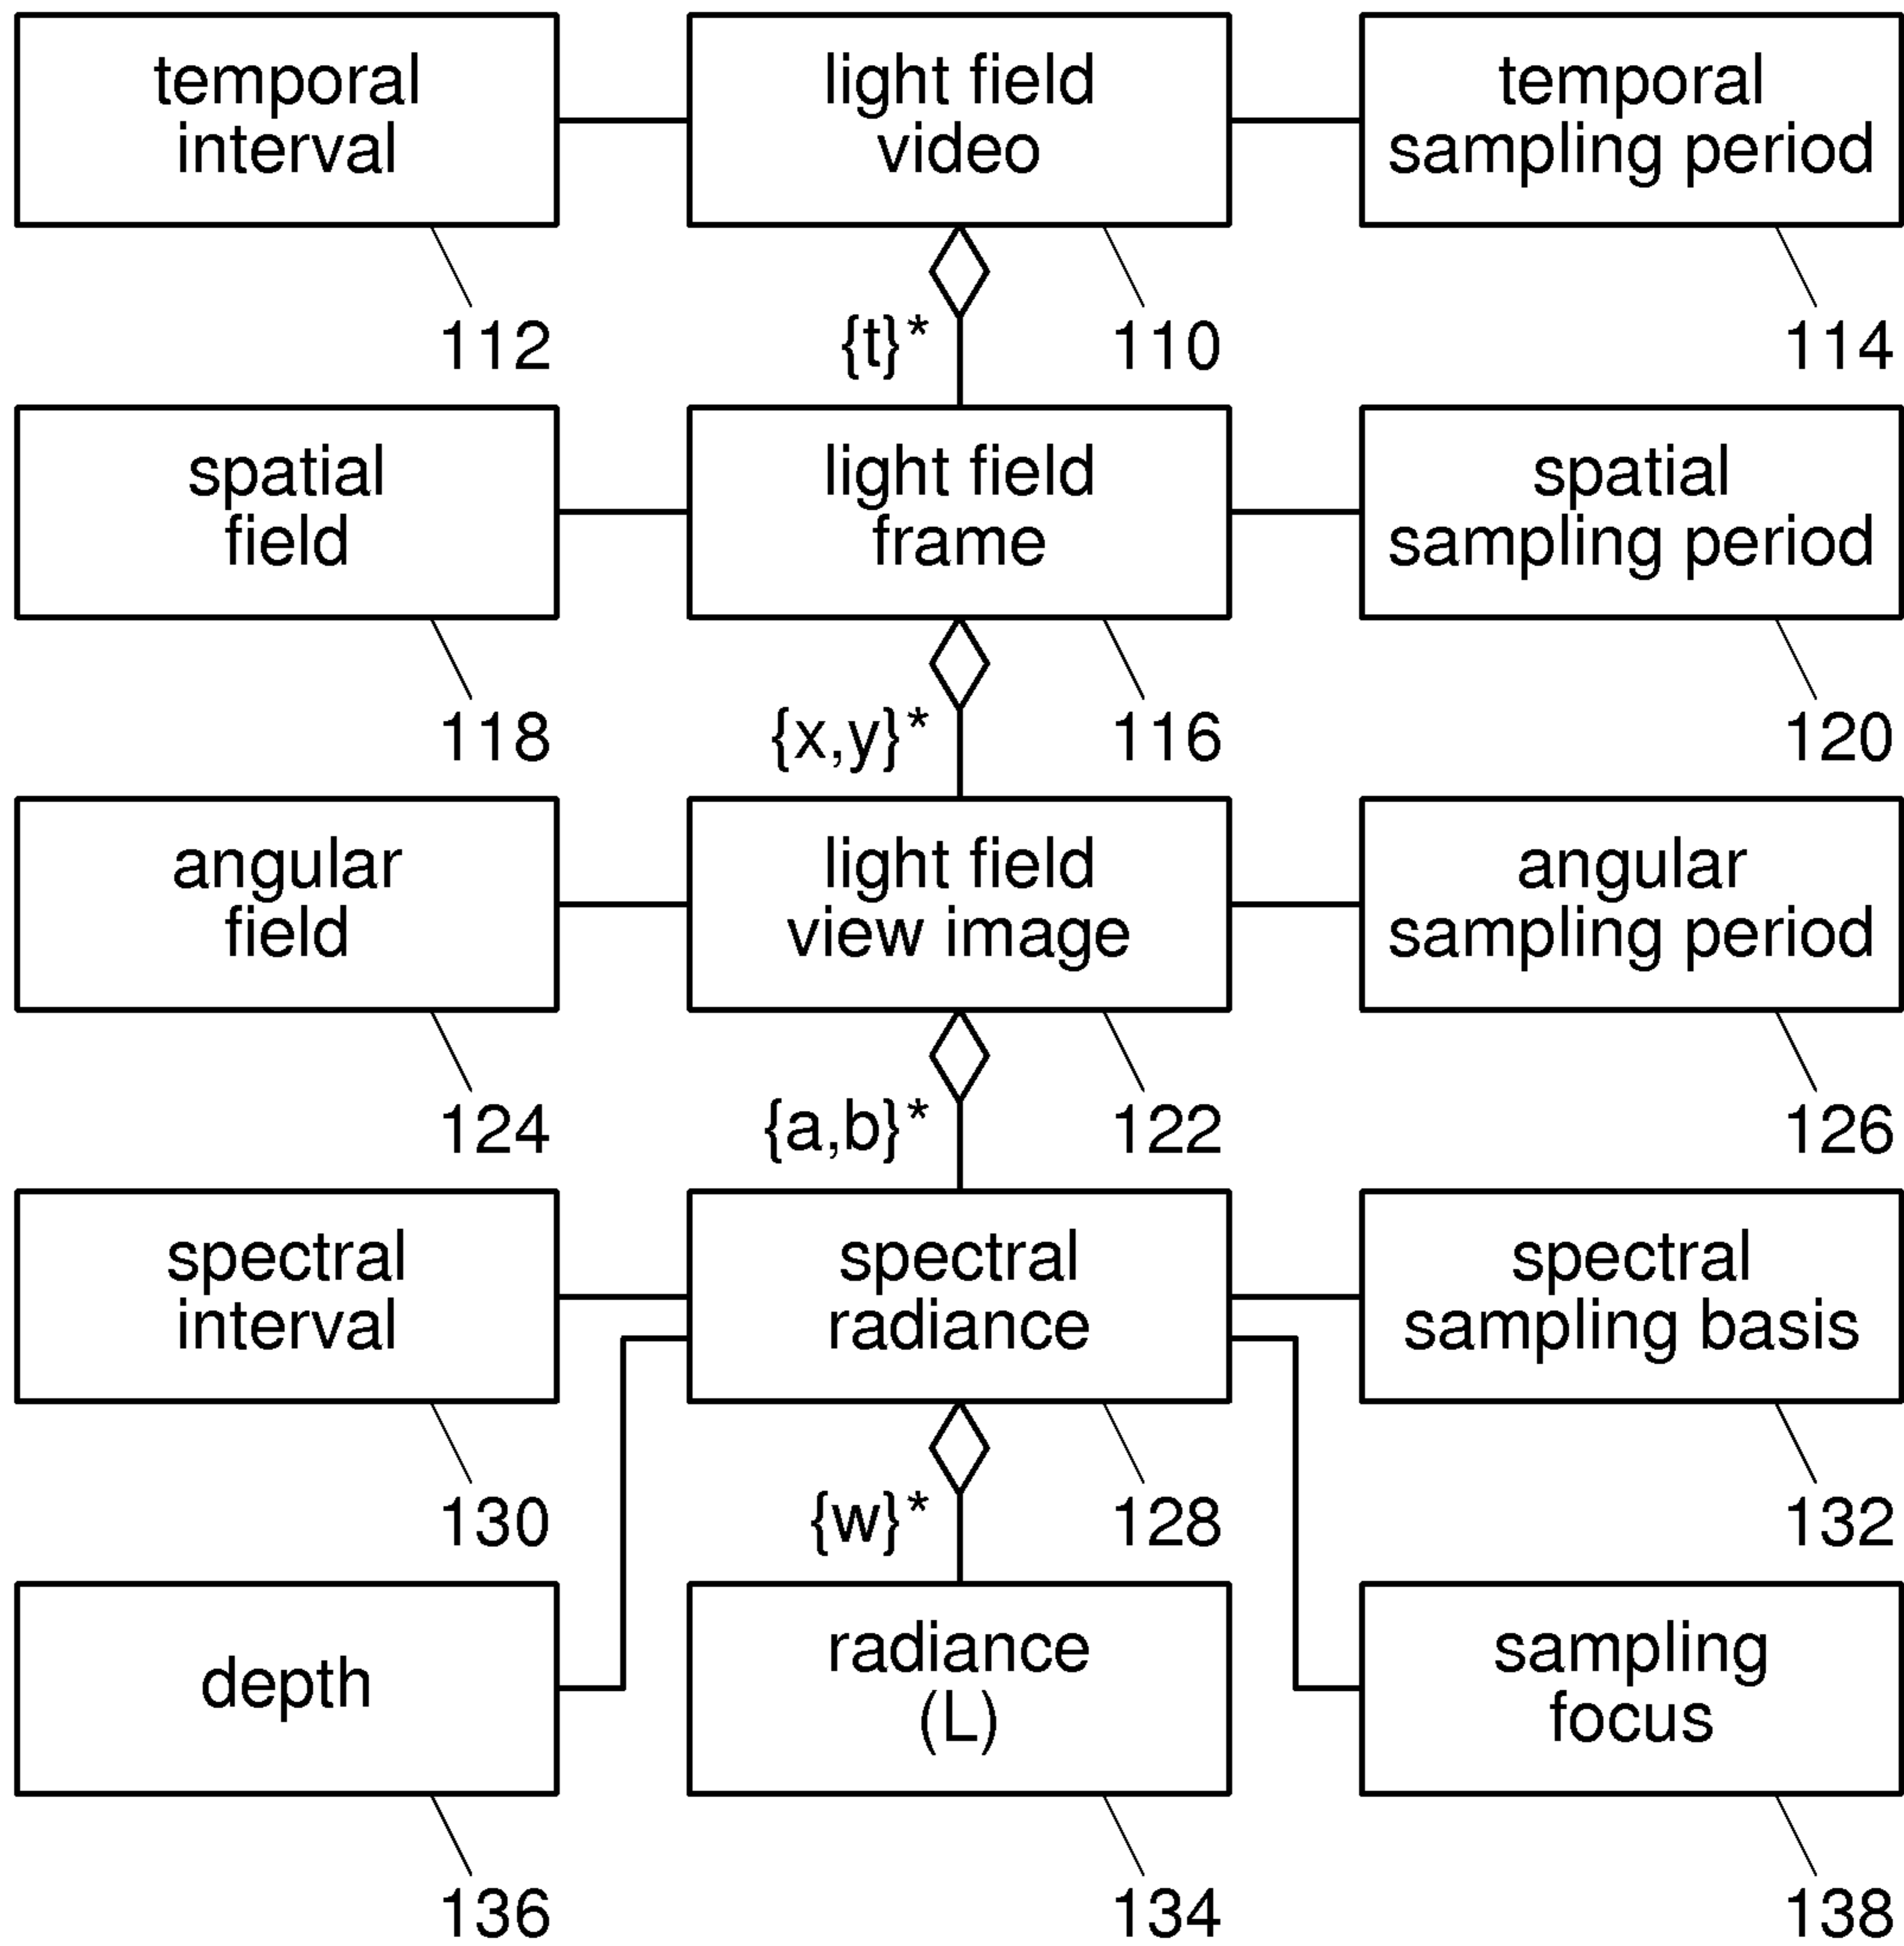 temporal
interval
light field
video
temporal
sampling period
112
{t}*
110
114
spatial
field
light field
frame
spatial
sampling period
118
{x,y}*
116
120
angular
field
light field
view image
angular
sampling period
124
{a,b}*
122
126
spectral
interval
spectral
radiance
spectral
sampling basis
130
{w}*
128
132
depth
radiance
(L)
sampling
focus
136
134
138